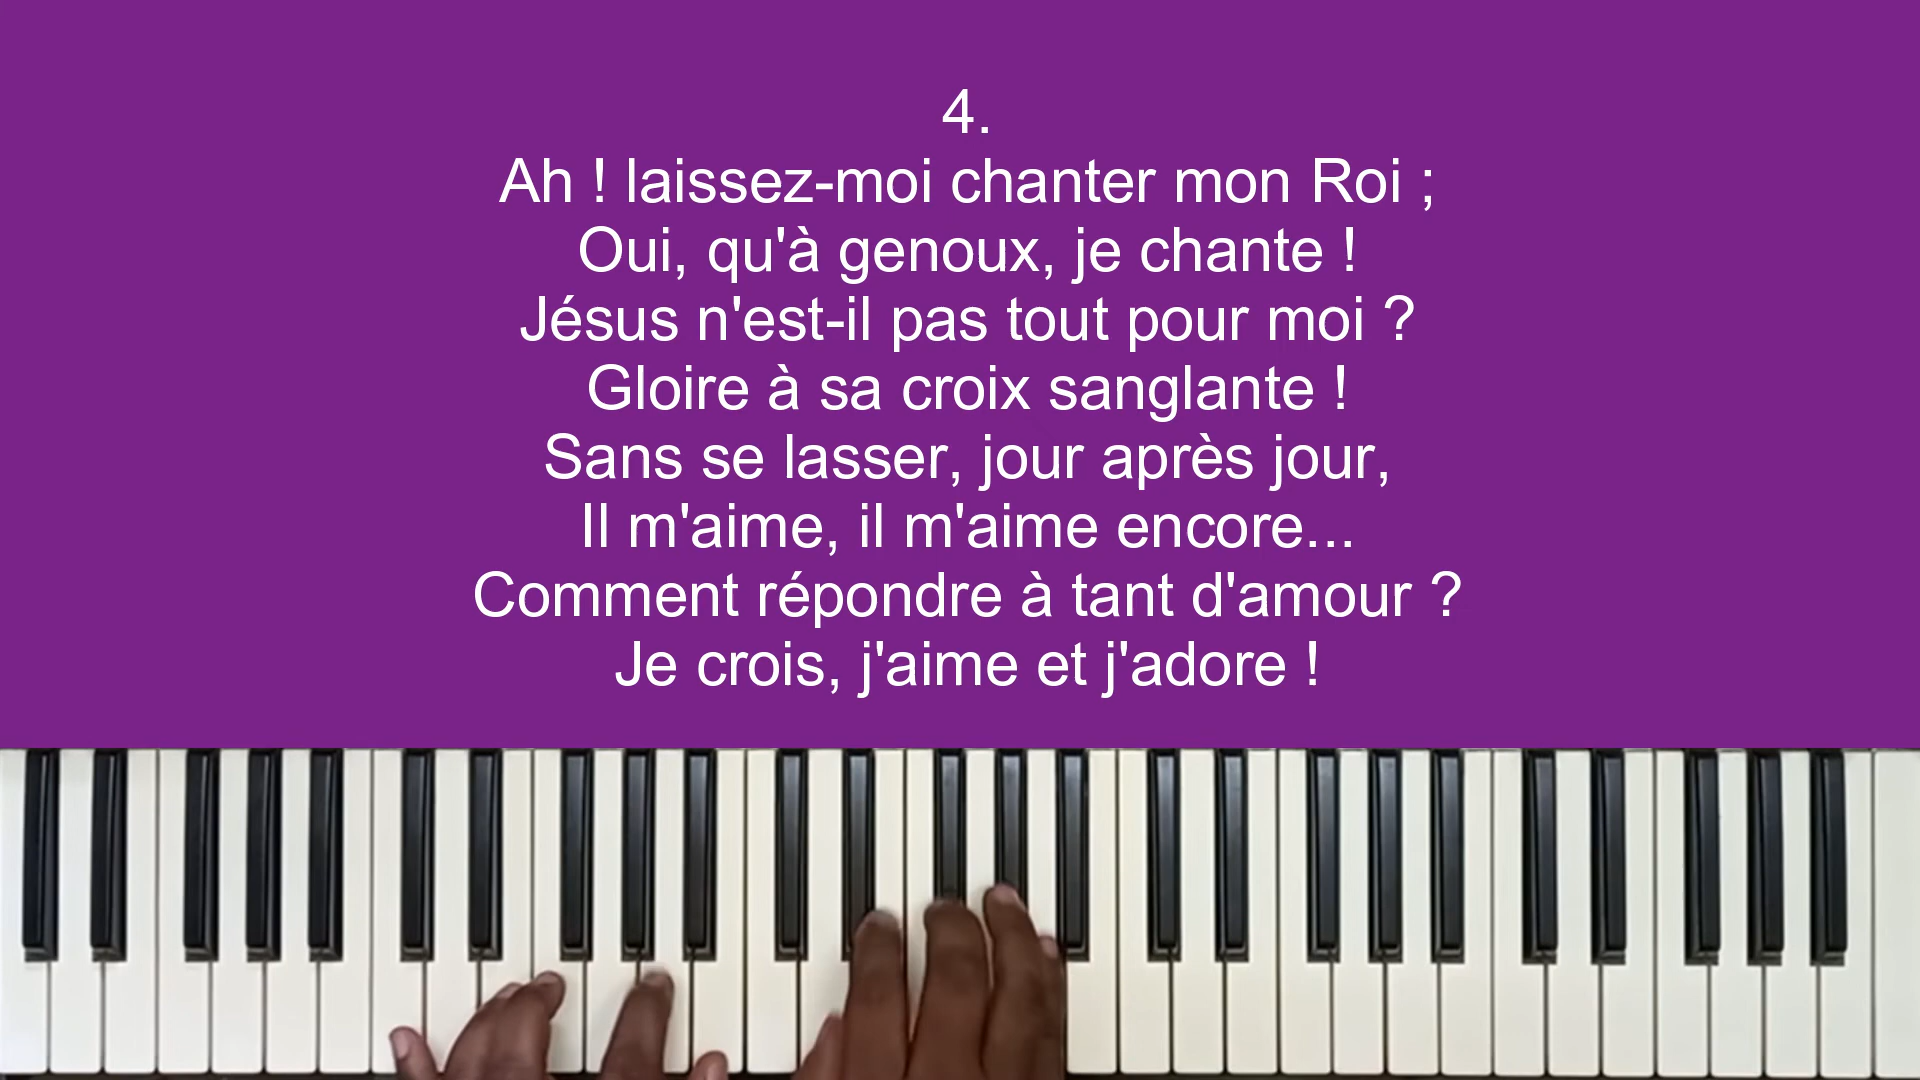 4.
Ah ! laissez-moi chanter mon Roi ;
Oui, qu'à genoux, je chante !
Jésus n'est-il pas tout pour moi ?
Gloire à sa croix sanglante !
Sans se lasser, jour après jour,
Il m'aime, il m'aime encore...
Comment répondre à tant d'amour ?
Je crois, j'aime et j'adore !